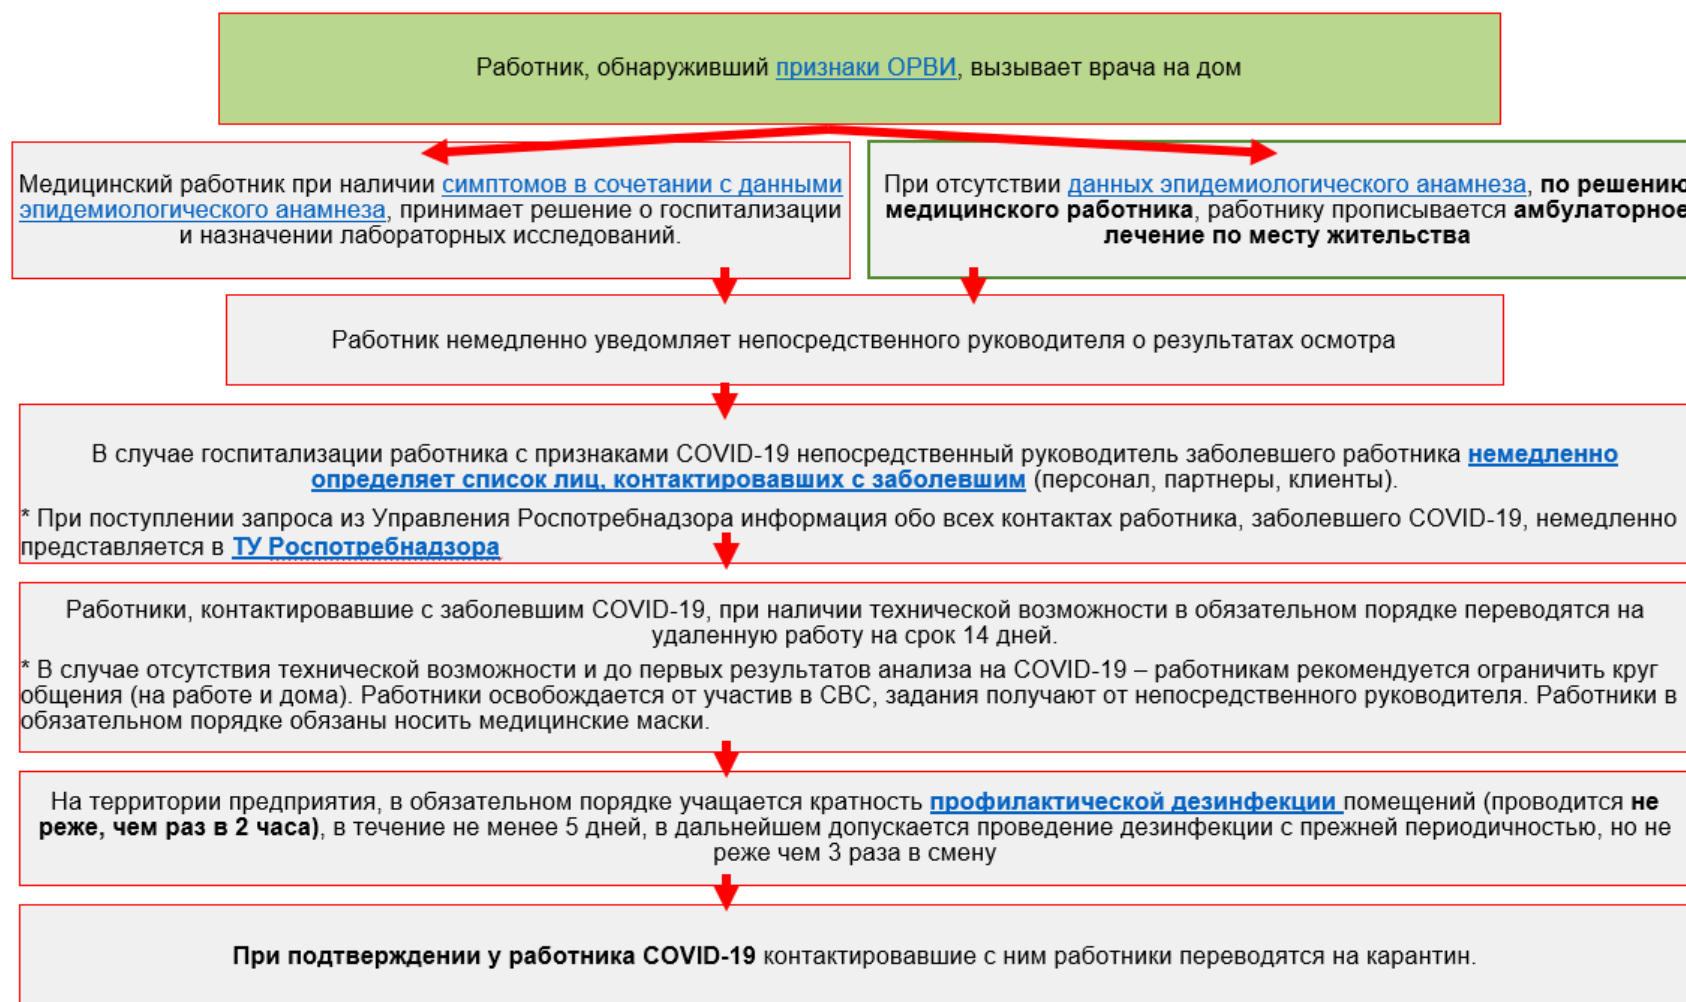 Работник, обнаруживший признаки ОРВИ, вызывает врача на дом
Медицинский работник при наличии симптомов в сочетании с данными
эпидемиологического анамнеза, принимает решение о госпитализации
и назначении лабораторных исследований.
При отсутствии данных эпидемиологического анамнеза, по решению
медицинского работника, работнику прописывается амбулаторное
лечение по месту жительства
Работник немедленно уведомляет непосредственного руководителя о результатах осмотра
В случае госпитализации работника с признаками COVID-19 непосредственный руководитель заболевшего работника немедленно
определяет список лиц, контактировавших с заболевшим (персонал, партнеры, клиенты).
* При поступлении запроса из Управления Роспотребнадзора информация обо всех контактах работника, заболевшего COVID-19, немедленно
представляется в ТУ Роспотребнадзора
Работники, контактировавшие с заболевшим COVID-19, при наличии технической возможности в обязательном порядке переводятся на
удаленную работу на срок 14 дней.
* В случае отсутствия технической возможности и до первых результатов анализа на COVID-19 – работникам рекомендуется ограничить круг
общения (на работе и дома). Работники освобождается от участив в СВС, задания получают от непосредственного руководителя. Работники в
обязательном порядке обязаны носить медицинские маски.
На территории предприятия, в обязательном порядке учащается кратность профилактической дезинфекции помещений (проводится не
реже, чем раз в 2 часа), в течение не менее 5 дней, в дальнейшем допускается проведение дезинфекции с прежней периодичностью, но не
реже чем 3 раза в смену
При подтверждении у работника COVID-19 контактировавшие с ним работники переводятся на карантин.